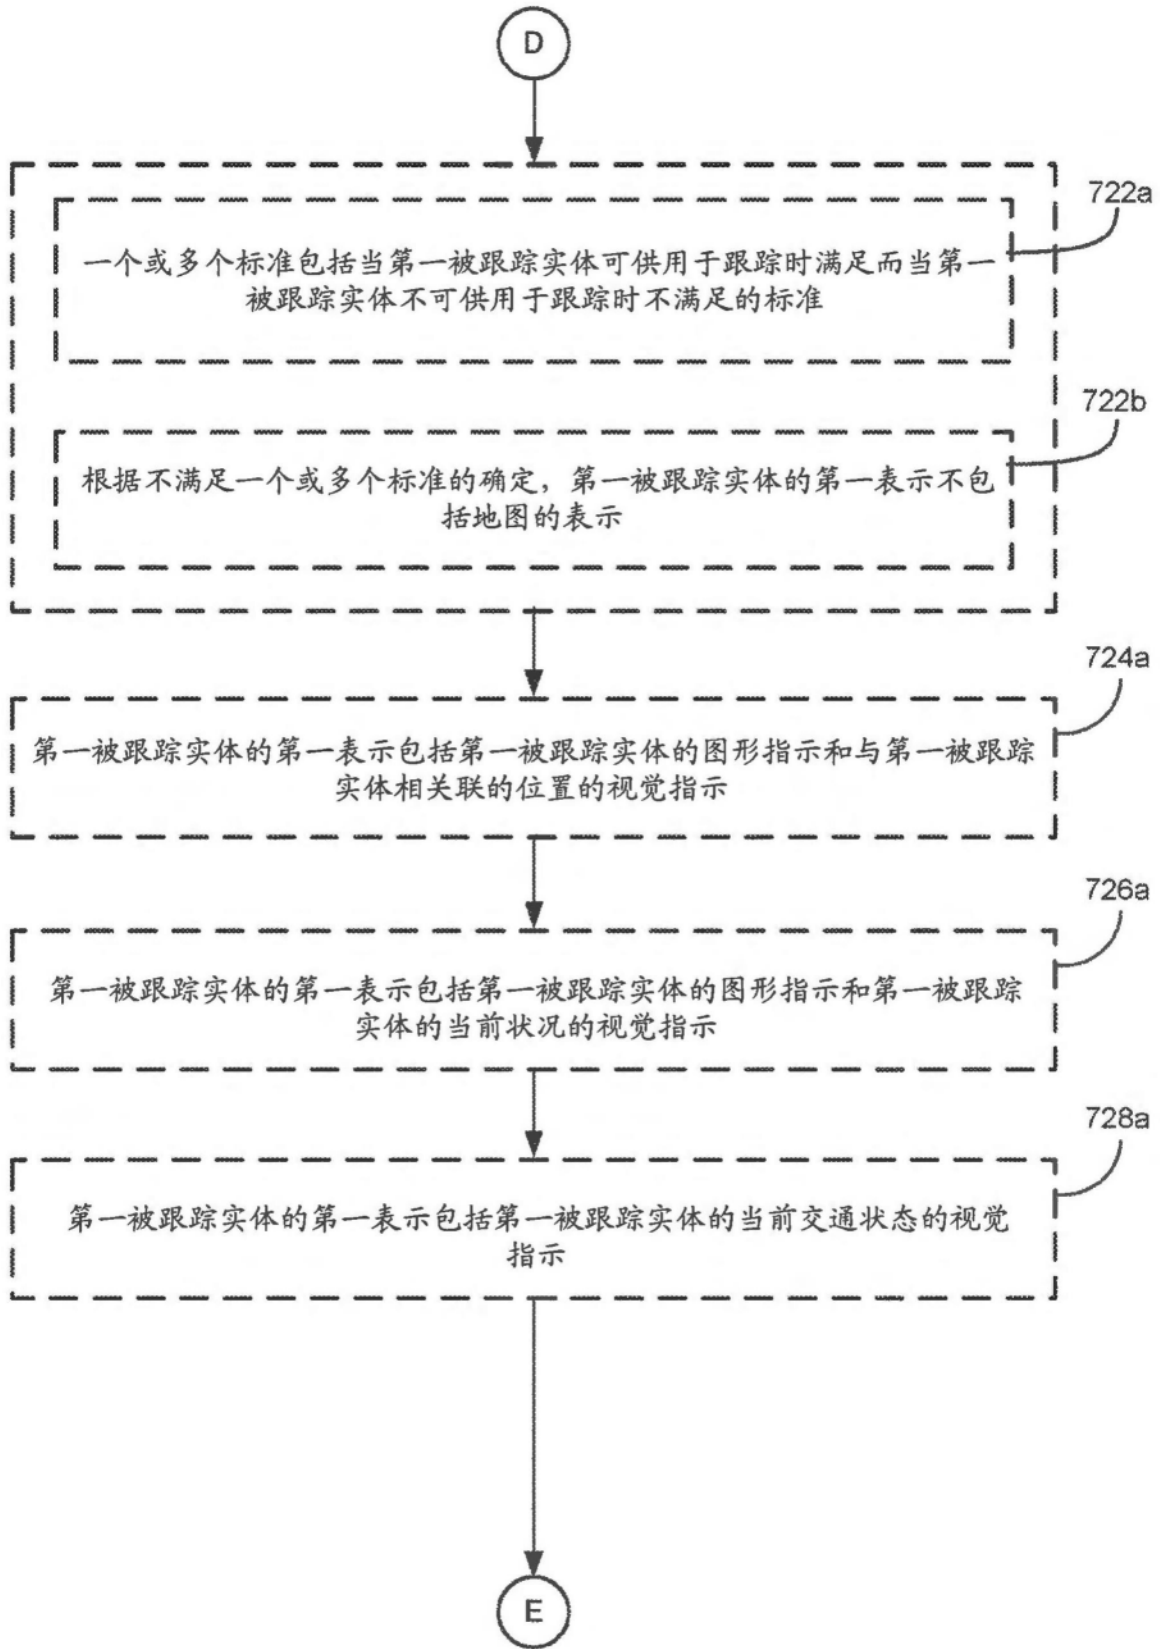 D
722a
一个或多个标准包括当第一被跟踪实体可供用于跟踪时满足而当第一
被跟踪实体不可供用于跟踪时不满足的标准
722b
根据不满足一个或多个标准的确定，第一被跟踪实体的第一表示不包
括地图的表示
724a
第一被跟踪实体的第一表示包括第一被跟踪实体的图形指示和与第一被跟踪
实体相关联的位置的视觉指示
726a
第一被跟踪实体的第一表示包括第一被跟踪实体的图形指示和第一被跟踪
实体的当前状况的视觉指示
728a
第一被跟踪实体的第一表示包括第一被跟踪实体的当前交通状态的视觉
指示
E